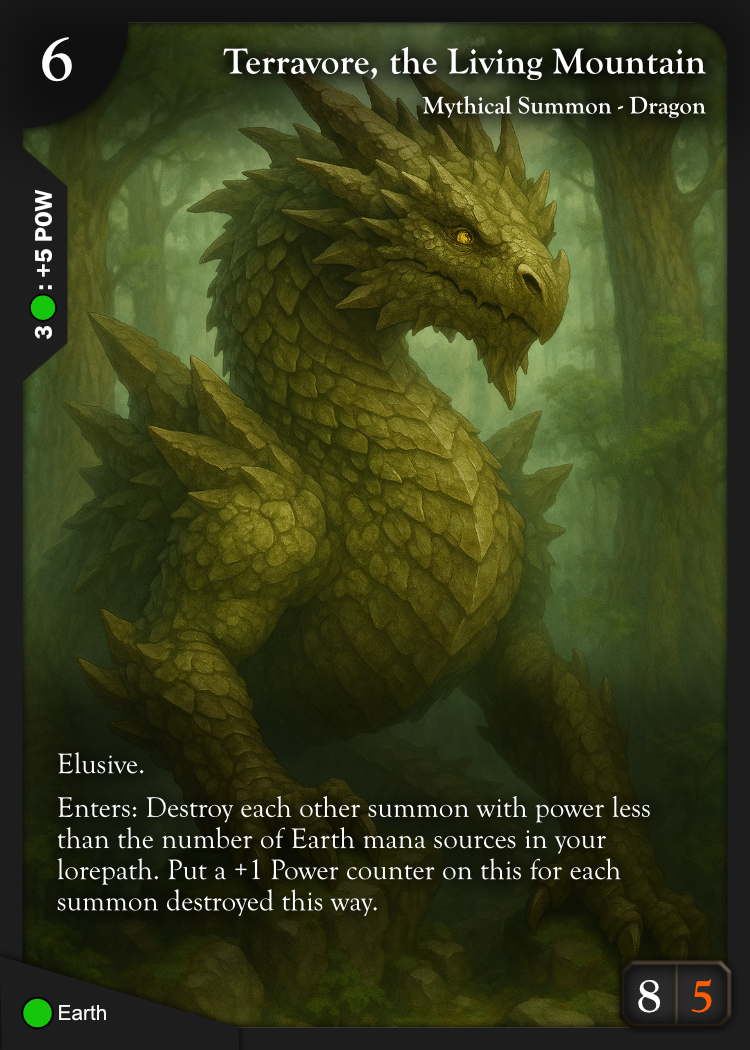 6
Terravore, the Living Mountain
Mythical Summon - Dragon
3 : +5 POW
Elusive.
Enters: Destroy each other summon with power less
than the number of Earth mana sources in your
lorepath. Put a +1 Power counter on this for each
summon destroyed this way.
Earth
8 5